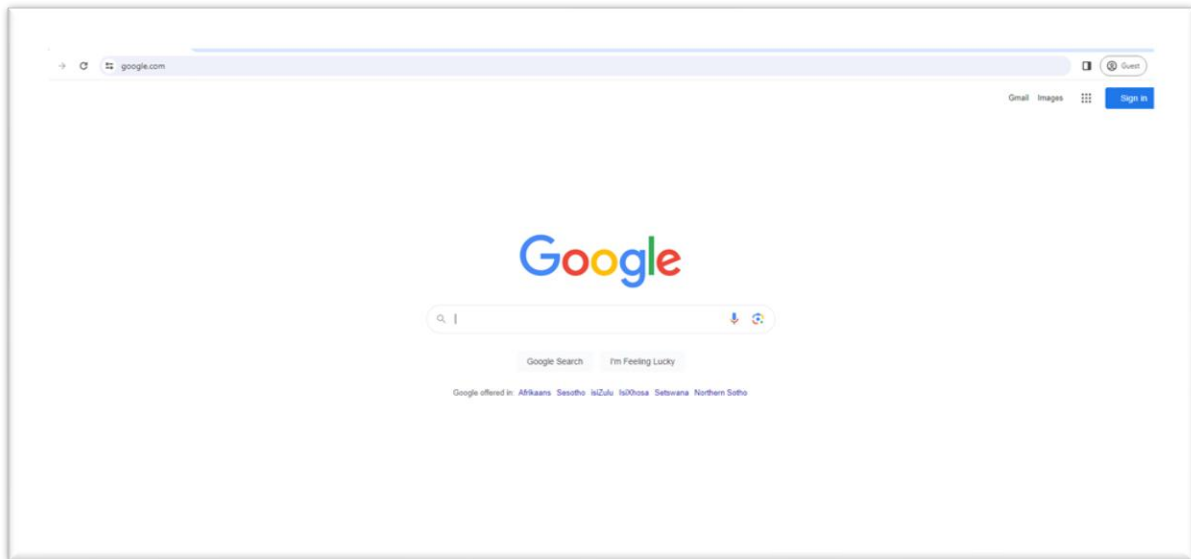 google.com
Guest
Gmail Images
Sign in
Google
Google Search I'm Feeling Lucky
Google offered in: Afrikaans Sesotho isiZulu IsiXhosa Setswana Northern Sotho